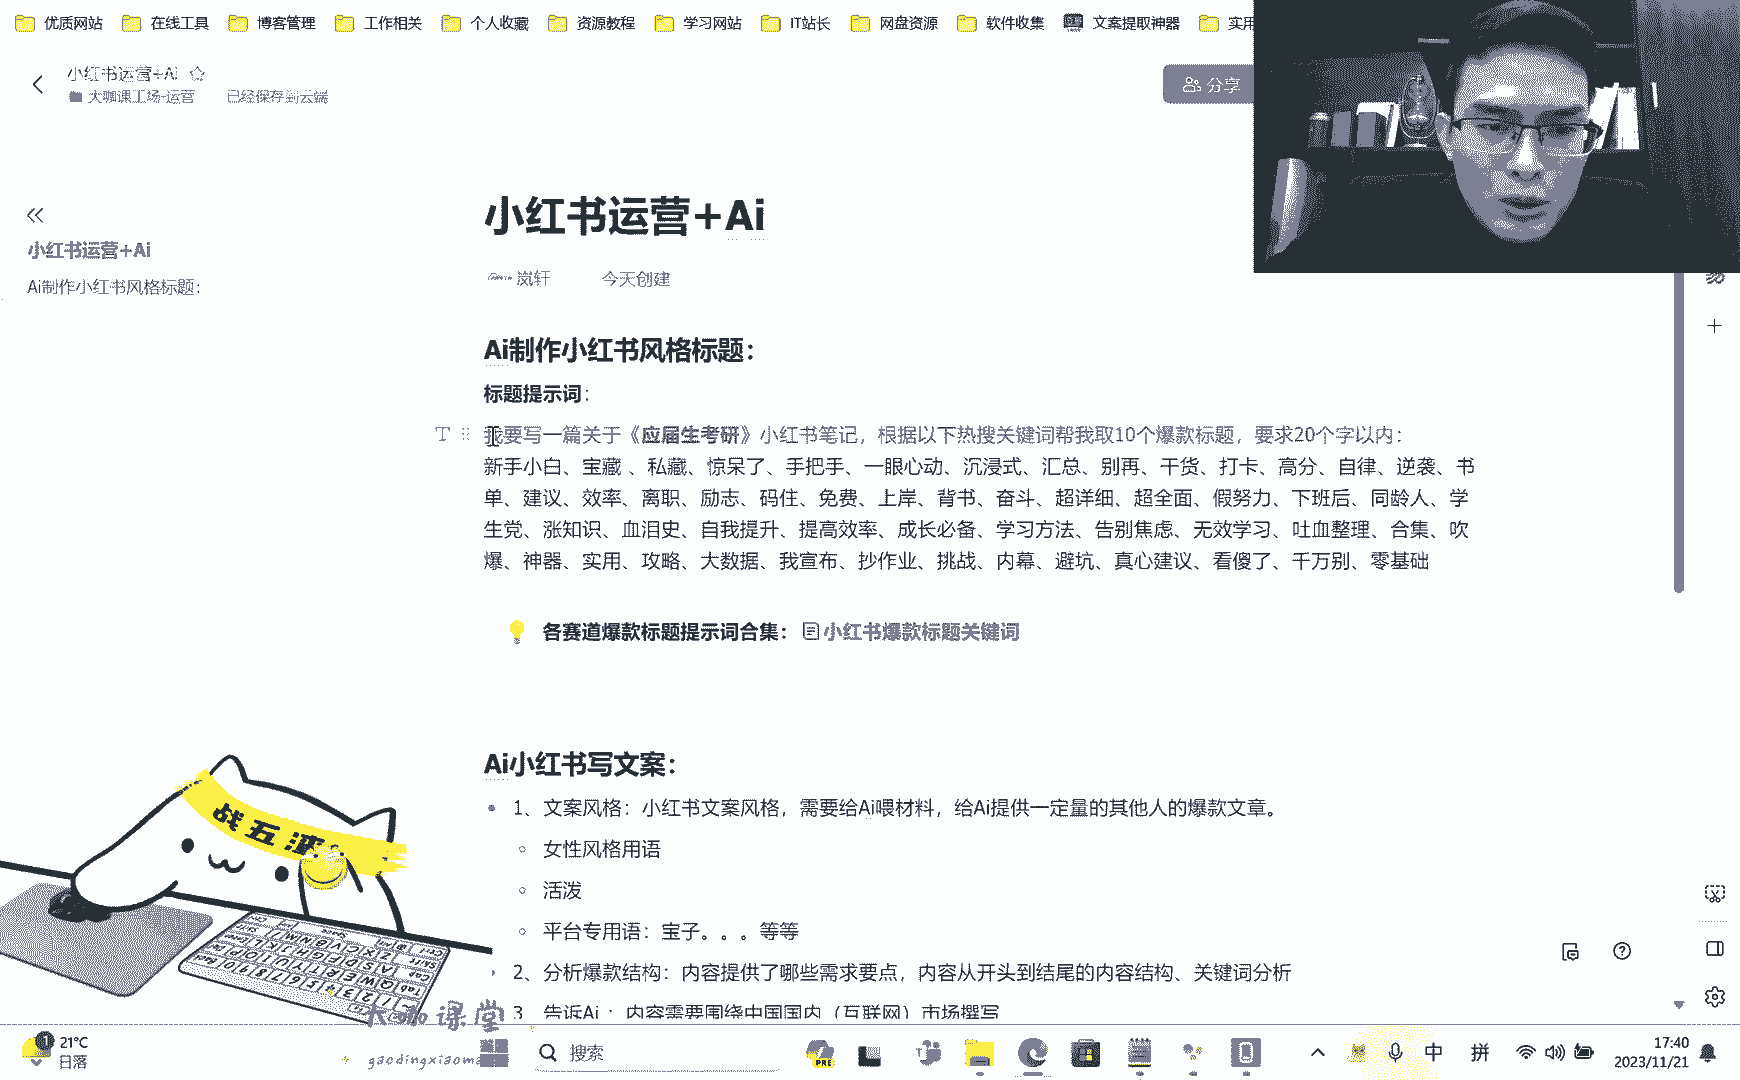 优质网站 在线工具 博客管理 工作相关 个人收藏 资源教程 学习网站 IT站长 网盘资源 软件收集 文案提取神器 实用
小红书运营+Ai
大咖课工场-运营 已经保存到云端
分享
小红书运营+Ai
岚轩 今天创建
小红书运营+Ai
Ai制作小红书风格标题：
Ai制作小红书风格标题：
标题提示词：
我要写一篇关于《应届生考研》小红书笔记，根据以下热搜关键词帮我取10个爆款标题，要求20个字以内：
新手小白、宝藏 、私藏、惊呆了、手把手、一眼心动、沉浸式、汇总、别再、干货、打卡、高分、自律、逆袭、书
单、建议、效率、离职、励志、码住、免费、上岸、背书、奋斗、超详细、超全面、假努力、下班后、同龄人、学
生党、涨知识、血泪史、自我提升、提高效率、成长必备、学习方法、告别焦虑、无效学习、吐血整理、合集、吹
爆、神器、实用、攻略、大数据、我宣布、抄作业、挑战、内幕、避坑、真心建议、看傻了、千万别、零基础
各赛道爆款标题提示词合集： 小红书爆款标题关键词
Ai小红书写文案：
1、文案风格：小红书文案风格，需要给Ai喂材料，给Ai提供一定量的其他人的爆款文章。
女性风格用语
活泼
平台专用语：宝子。。。等等
2、分析爆款结构：内容提供了哪些需求要点，内容从开头到结尾的内容结构、关键词分析
3 告诉Ai： 内容需要围绕中国国内（互联网）市场撰写
战五渣
大咖课堂
gaodingxiaoma
1
21°C
日落
搜索
PRE
中 拼
17:40
2023/11/21